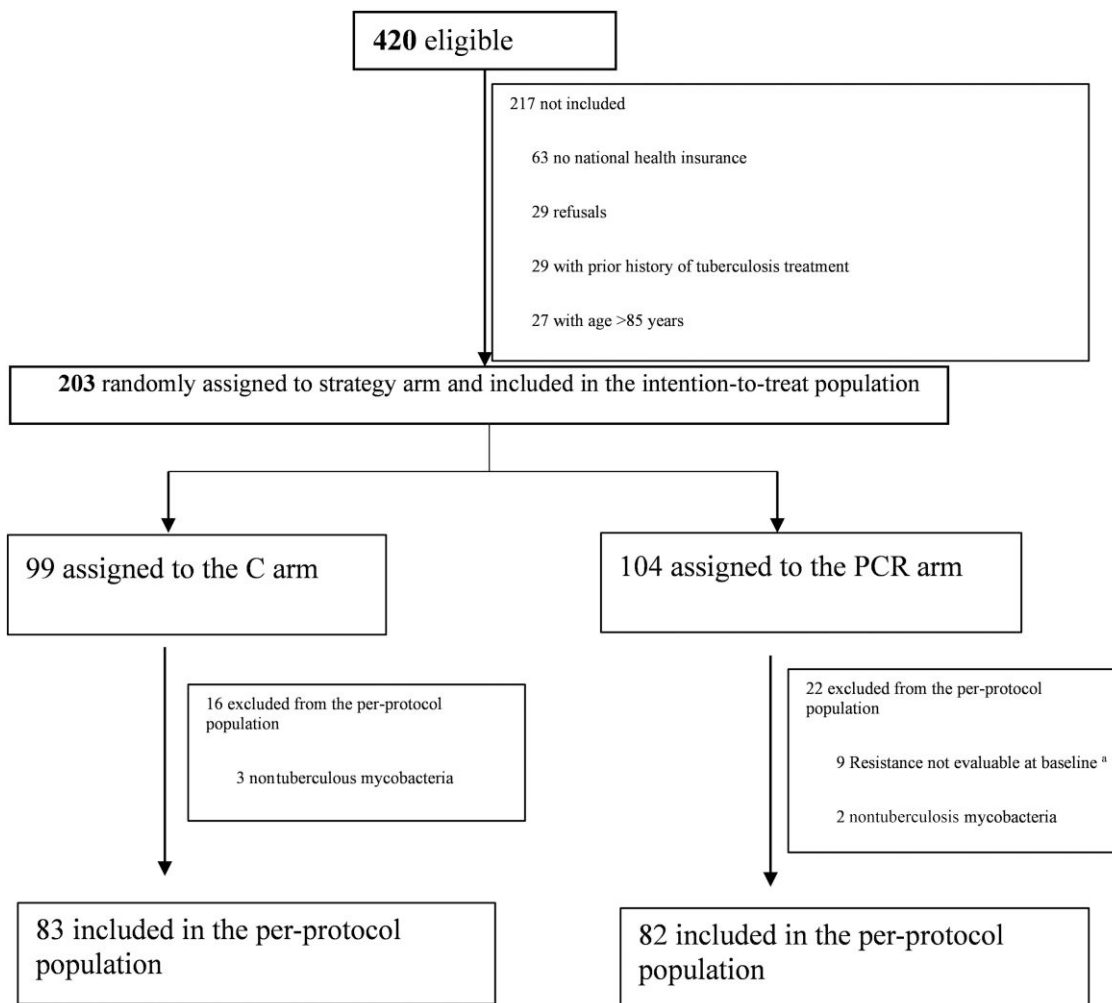 420 eligible
217 not included
63 no national health insurance
29 refusals
29 with prior history of tuberculosis treatment
27 with age >85 years
203 randomly assigned to strategy arm and included in the intention-to-treat population
99 assigned to the C arm
104 assigned to the PCR arm
16 excluded from the per-protocol
population
3 nontuberculous mycobacteria
22 excluded from the per-protocol
population
9 Resistance not evaluable at baseline ᵃ
2 nontuberculosis mycobacteria
83 included in the per-protocol
population
82 included in the per-protocol
population